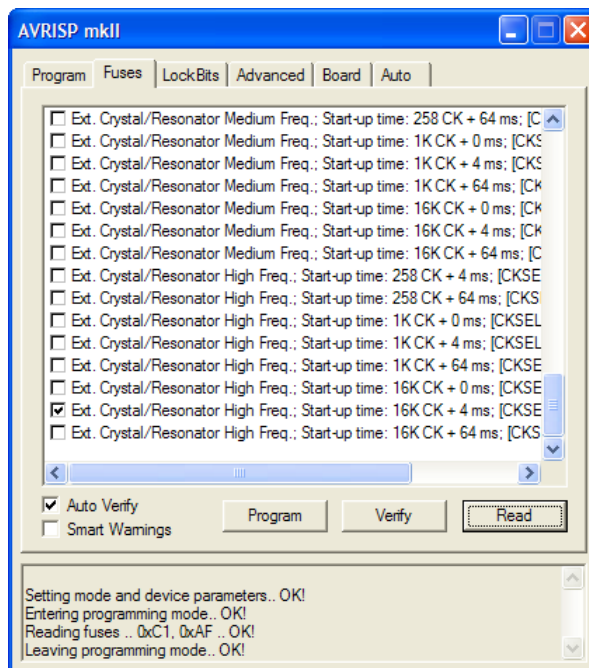 AVRISP mkII
Program Fuses LockBits Advanced Board Auto
Ext. Crystal/Resonator Medium Freq.; Start-up time: 258 CK + 64 ms; [C
Ext. Crystal/Resonator Medium Freq.; Start-up time: 1K CK + 0 ms; [CKS
Ext. Crystal/Resonator Medium Freq.; Start-up time: 1K CK + 4 ms; [CKS
Ext. Crystal/Resonator Medium Freq.; Start-up time: 1K CK + 64 ms; [CK
Ext. Crystal/Resonator Medium Freq.; Start-up time: 16K CK + 0 ms; [CK
Ext. Crystal/Resonator Medium Freq.; Start-up time: 16K CK + 4 ms; [CK
Ext. Crystal/Resonator Medium Freq.; Start-up time: 16K CK + 64 ms; [C
Ext. Crystal/Resonator High Freq.; Start-up time: 258 CK + 4 ms; [CKSE
Ext. Crystal/Resonator High Freq.; Start-up time: 258 CK + 64 ms; [CKS
Ext. Crystal/Resonator High Freq.; Start-up time: 1K CK + 0 ms; [CKSEL
Ext. Crystal/Resonator High Freq.; Start-up time: 1K CK + 4 ms; [CKSEL
Ext. Crystal/Resonator High Freq.; Start-up time: 1K CK + 64 ms; [CKSE
Ext. Crystal/Resonator High Freq.; Start-up time: 16K CK + 0 ms; [CKSE
Ext. Crystal/Resonator High Freq.; Start-up time: 16K CK + 4 ms; [CKSE
Ext. Crystal/Resonator High Freq.; Start-up time: 16K CK + 64 ms; [CKS
Auto Verify
Smart Warnings
Program Verify Read
Setting mode and device parameters.. OK!
Entering programming mode.. OK!
Reading fuses .. 0xC1, 0xAF .. OK!
Leaving programming mode.. OK!